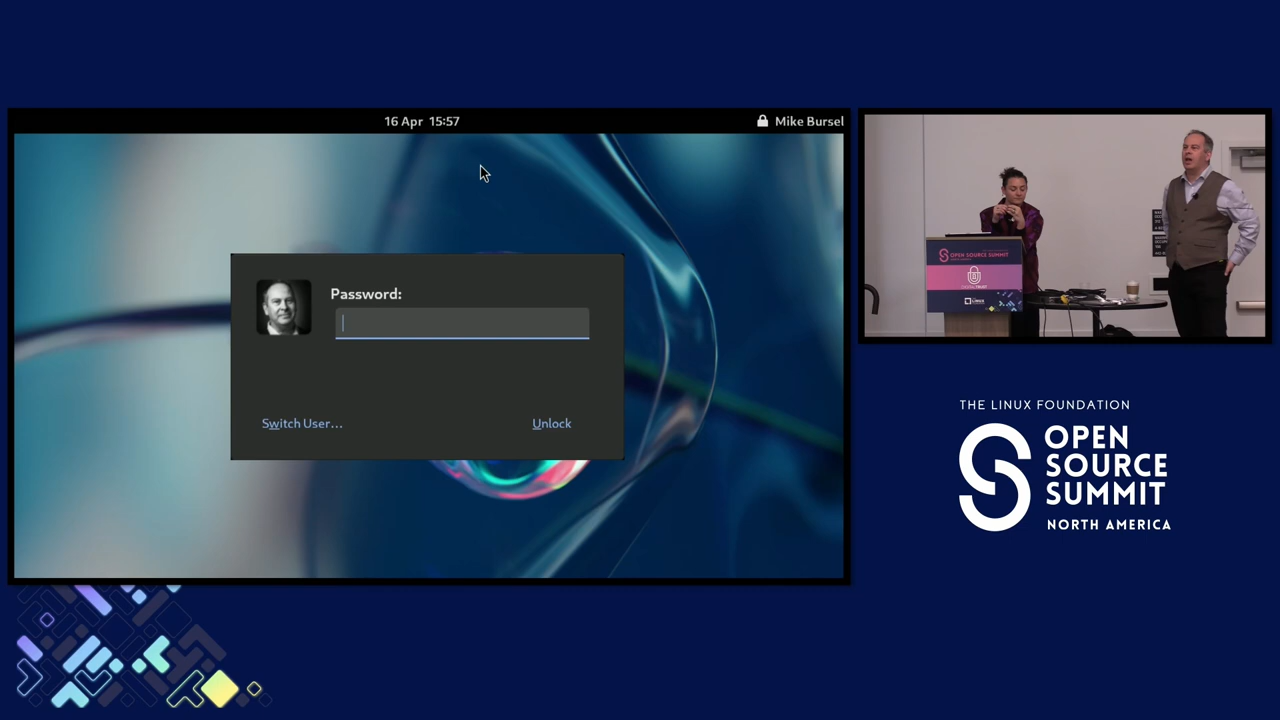 16 Apr 15:57
Mike Bursel
Password:
Switch User...
Unlock
OPEN SOURCE SUMMIT
THE LINUX FOUNDATION
OPEN
SOURCE
SUMMIT
NORTH AMERICA